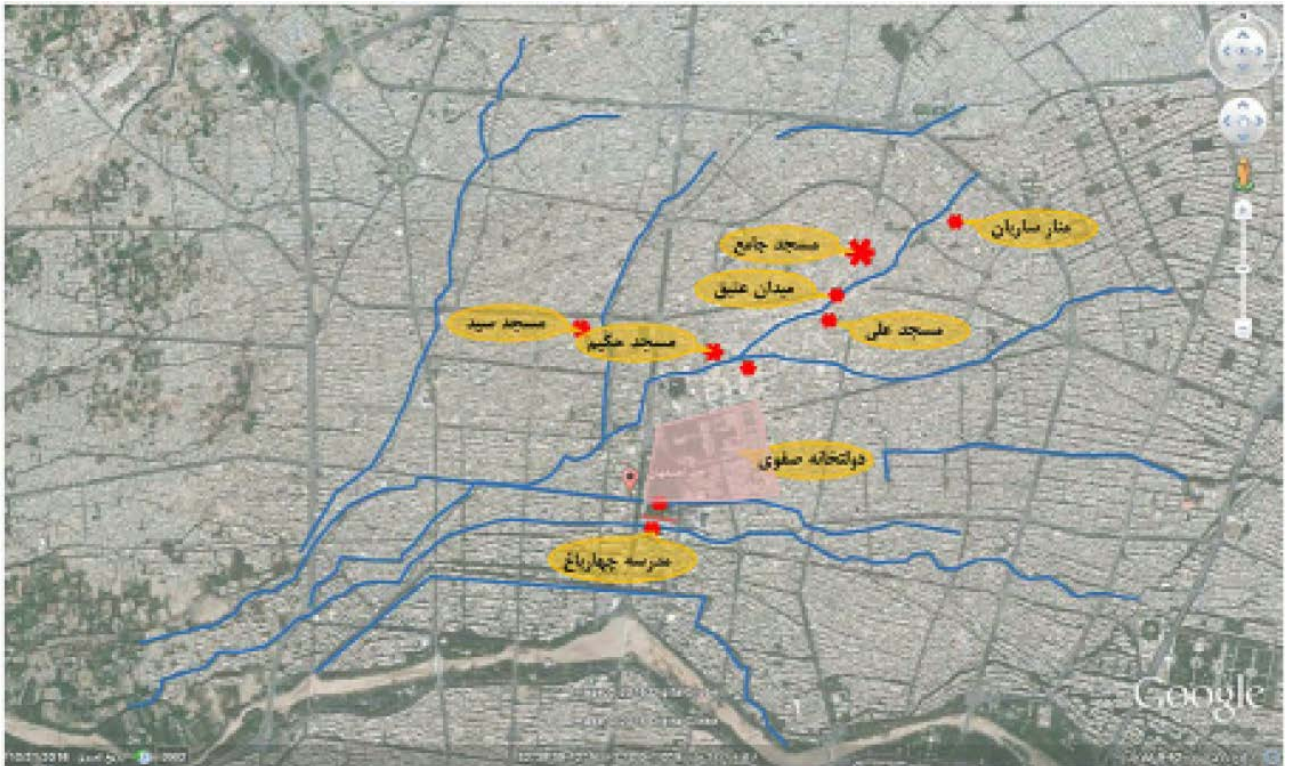 منار ساربان
مسجد جامع
میدان عتیق
مسجد علی
مسجد سید
مسجد حکیم
دولتخانه صفوی
مدرسه چهارباغ
Google